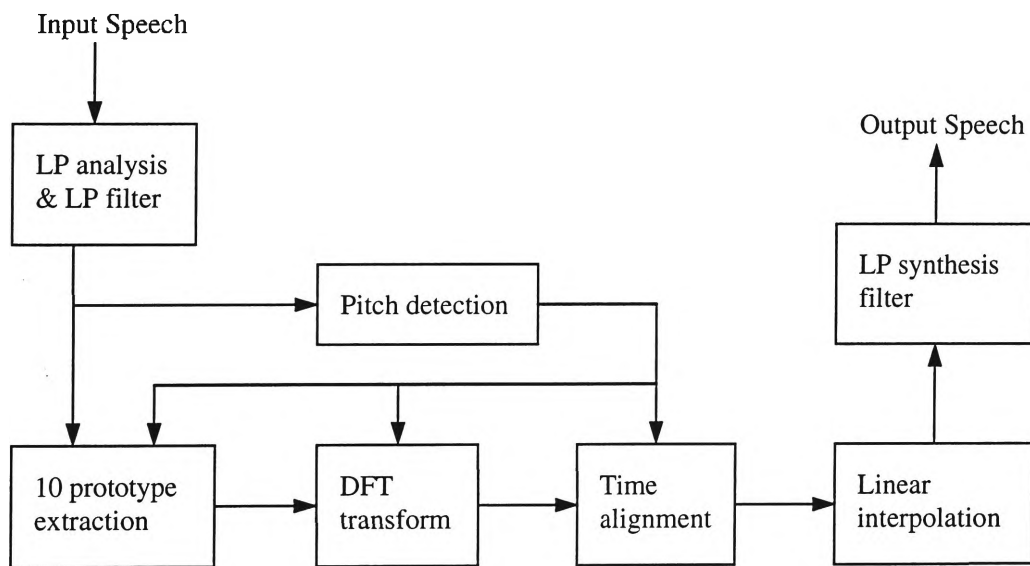 Input Speech
LP analysis
& LP filter
Pitch detection
10 prototype
extraction
DFT
transform
Time
alignment
Linear
interpolation
LP synthesis
filter
Output Speech